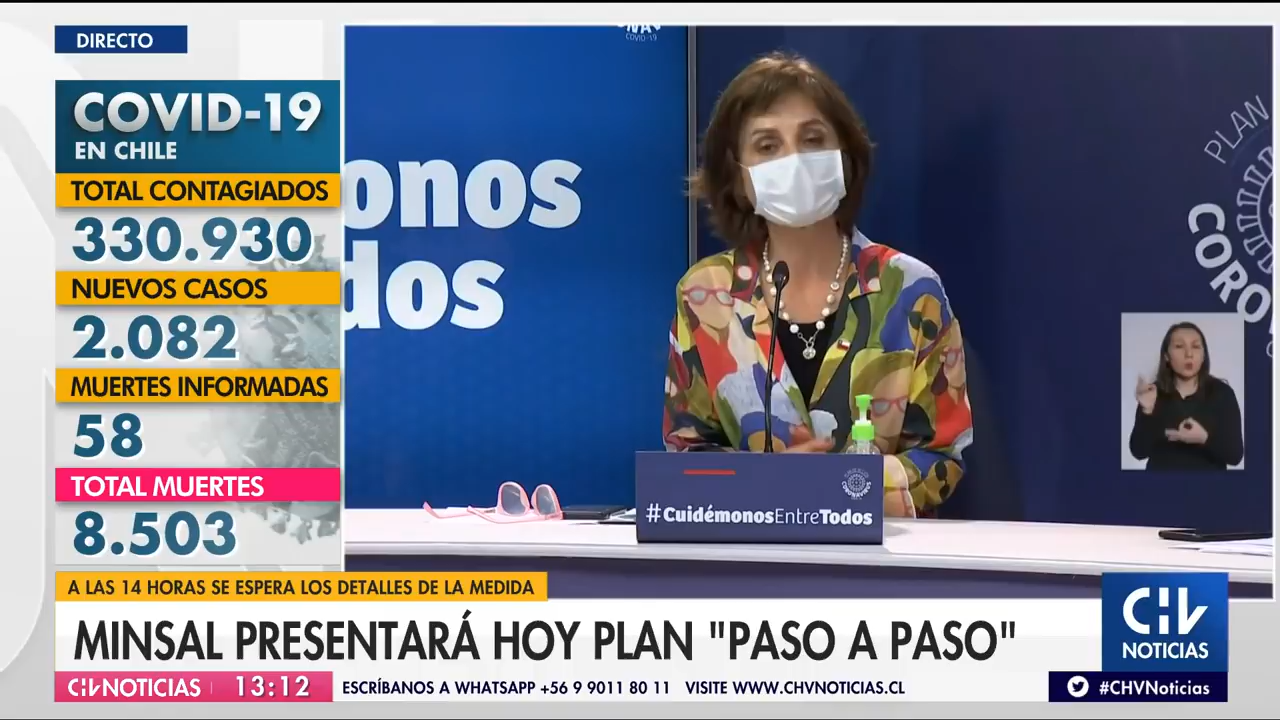 DIRECTO
COVID-19
EN CHILE
TOTAL CONTAGIADOS
330.930
NUEVOS CASOS
2.082
MUERTES INFORMADAS
58
TOTAL MUERTES
8.503
COVID-19
onos
dos
PLAN
CORO
#CuidémonosEntreTodos
A LAS 14 HORAS SE ESPERA LOS DETALLES DE LA MEDIDA
MINSAL PRESENTARÁ HOY PLAN "PASO A PASO"
CHV
NOTICIAS
CHVNOTICIAS 13:12 ESCRÍBANOS A WHATSAPP +56 9 9011 80 11 VISITE WWW.CHVNOTICIAS.CL
#CHVNoticias